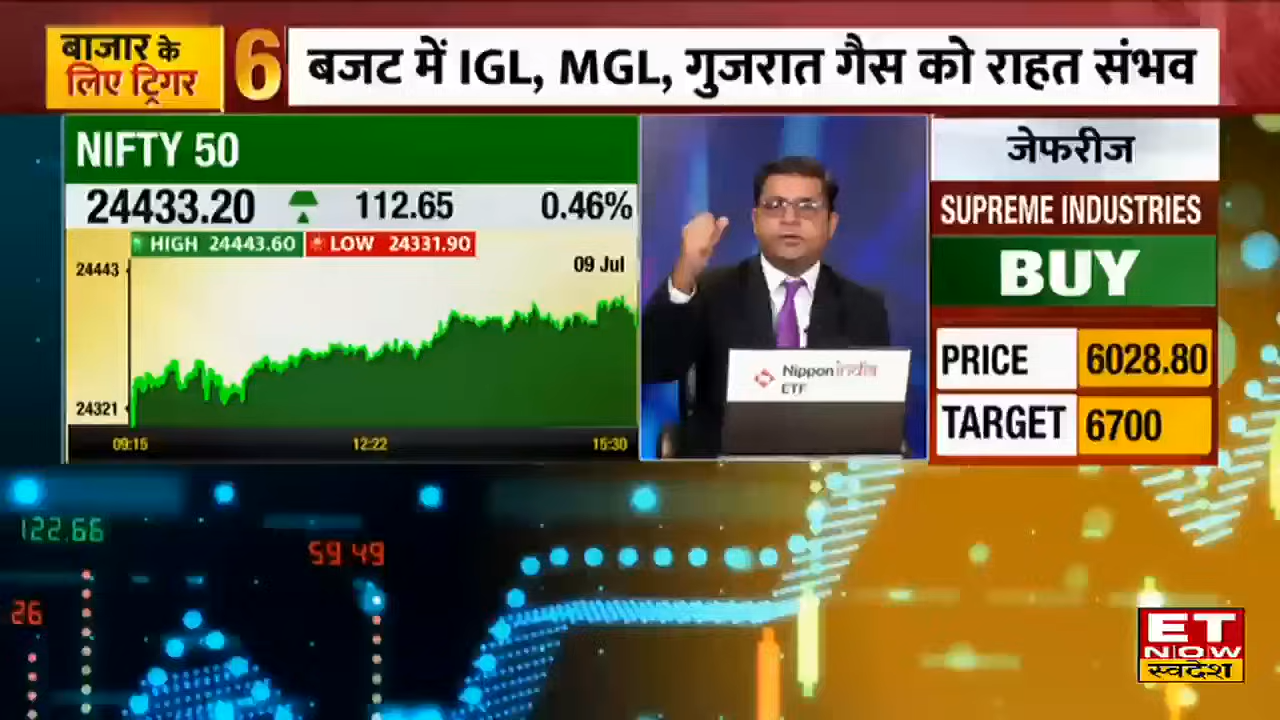 बाजार के
लिए ट्रिगर
6
बजट में IGL, MGL, गुजरात गैस को राहत संभव
NIFTY 50
24433.20 112.65 0.46%
HIGH 24443.60 LOW 24331.90
09 Jul
24443
24321
09:15 12:22 15:30
Nippon india
ETF
जेफरीज
SUPREME INDUSTRIES
BUY
PRICE 6028.80
TARGET 6700
122.66
59.49
26
ET
NOW
स्वदेश